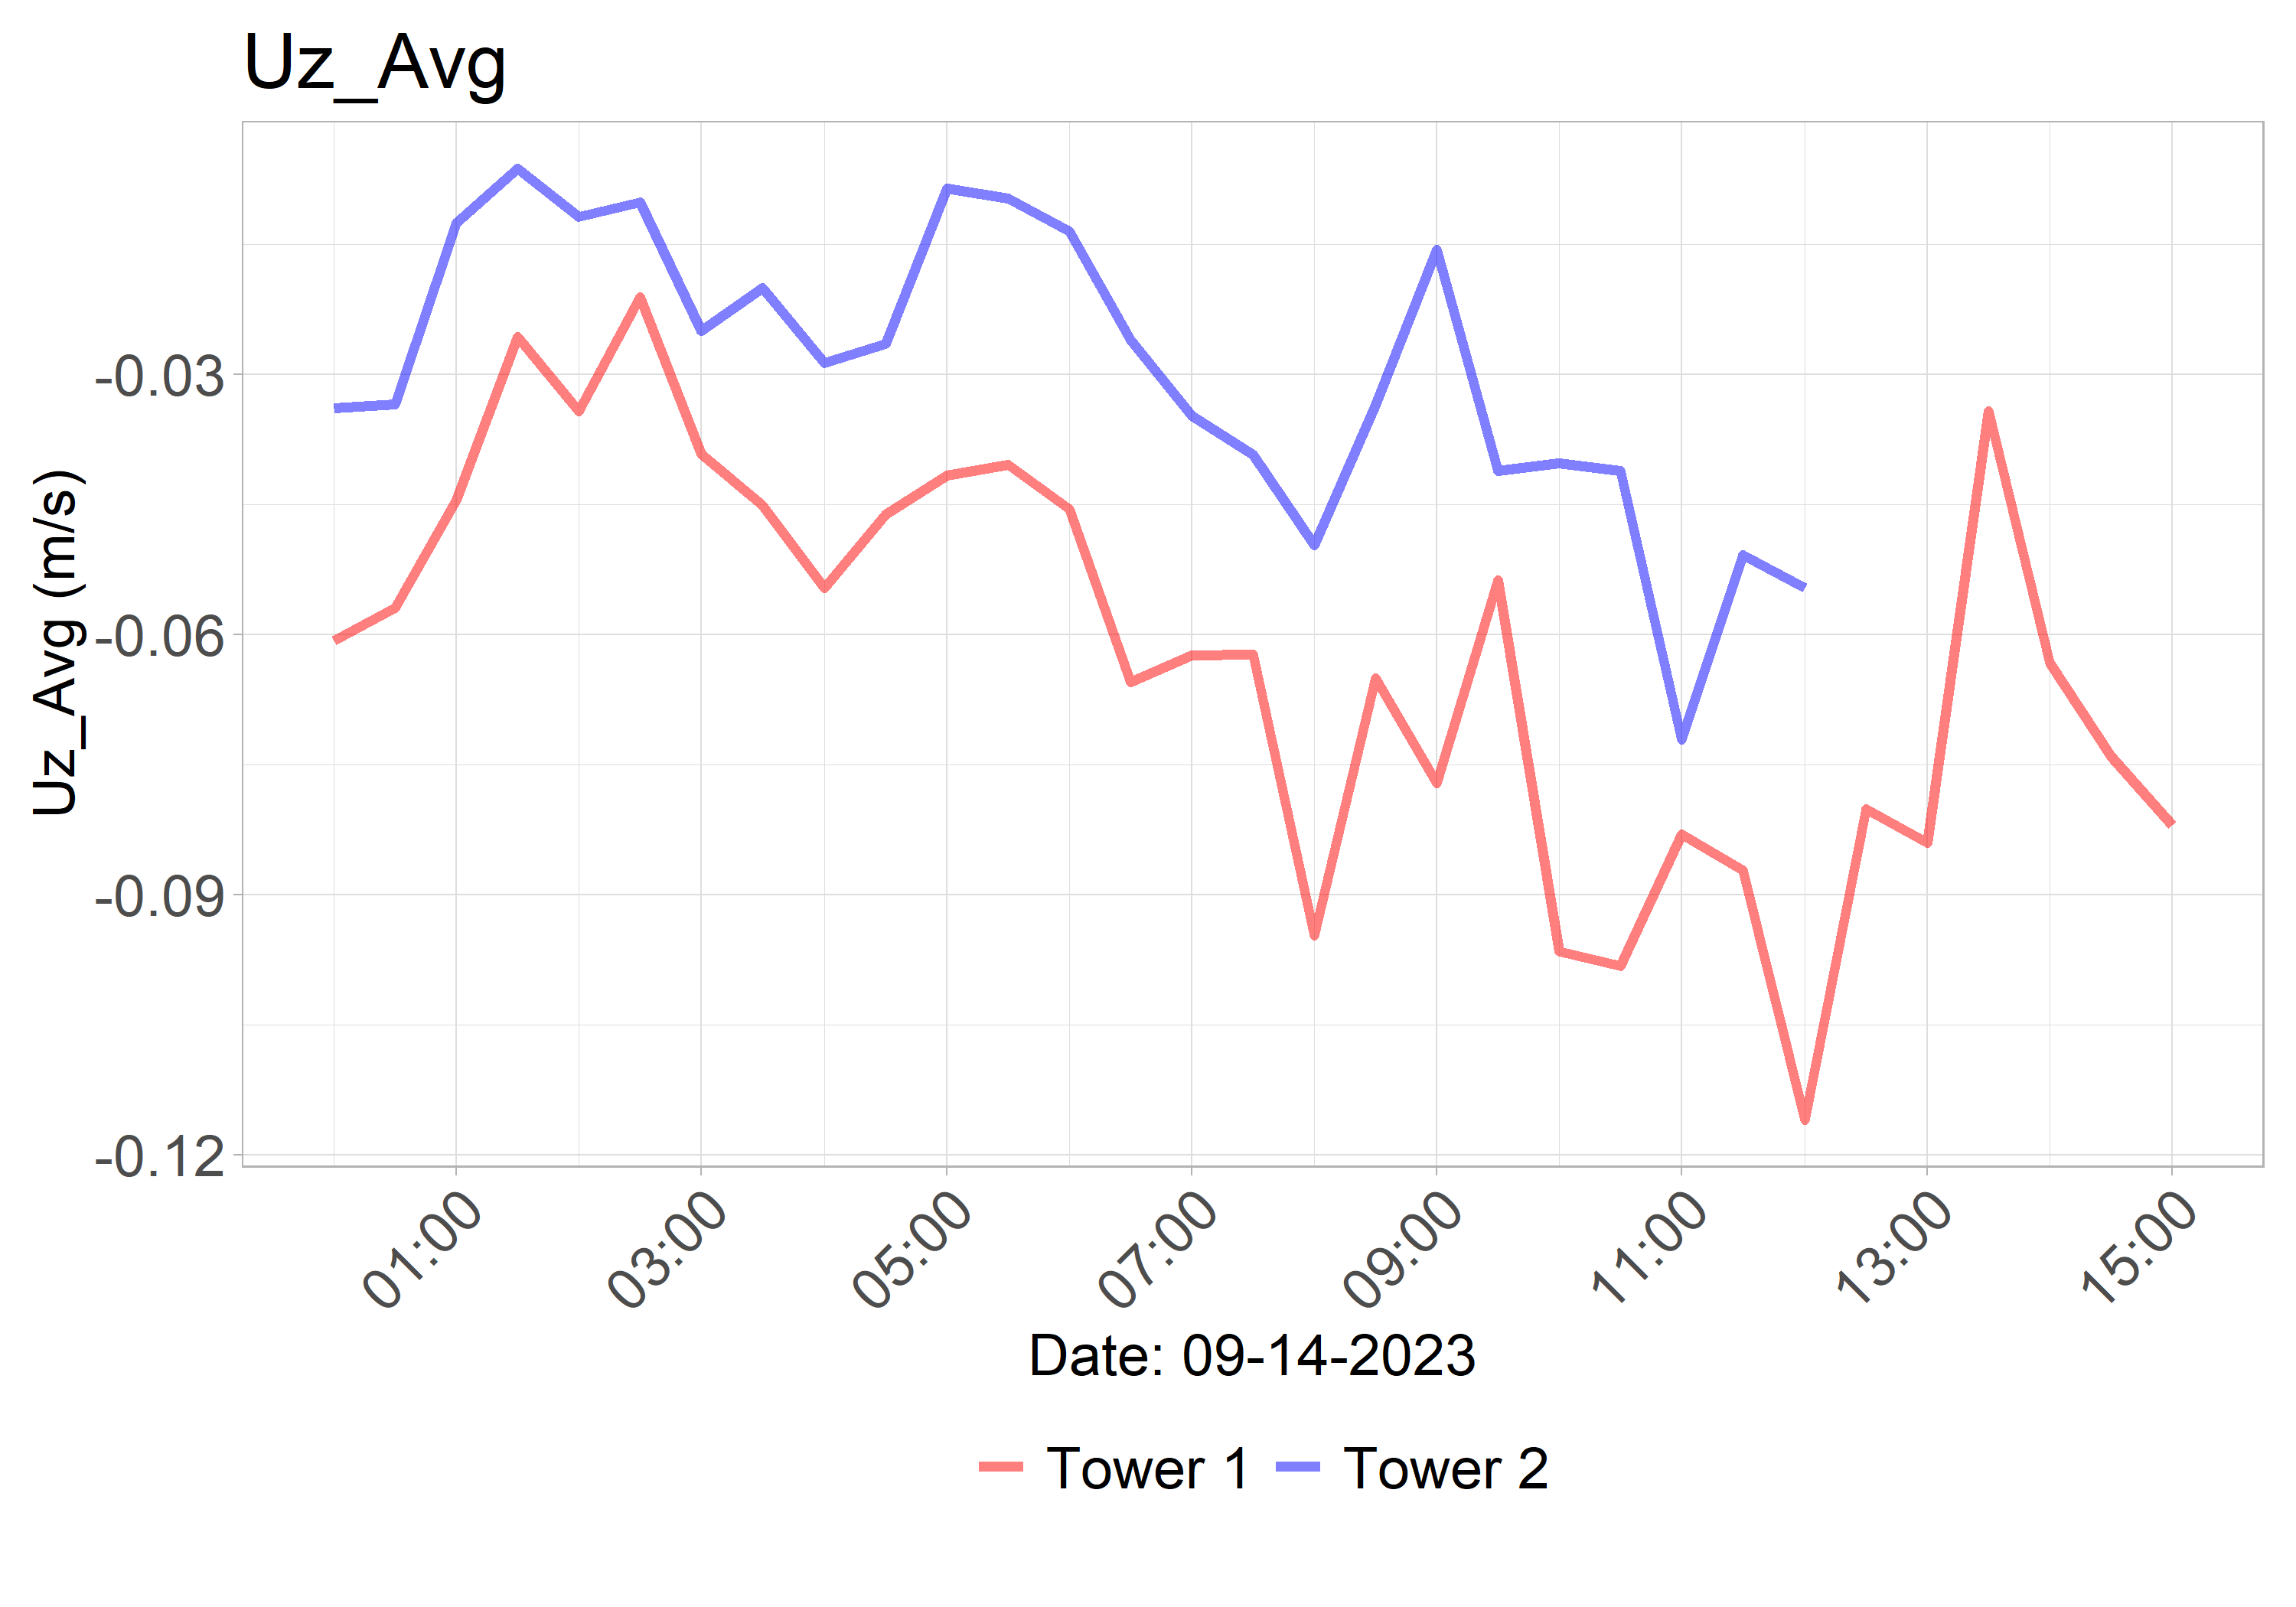 Uz_Avg
Uz_Avg (m/s)
-0.03
-0.06
-0.09
-0.12
01:00 03:00 05:00 07:00 09:00 11:00 13:00 15:00
Date: 09-14-2023
Tower 1 Tower 2